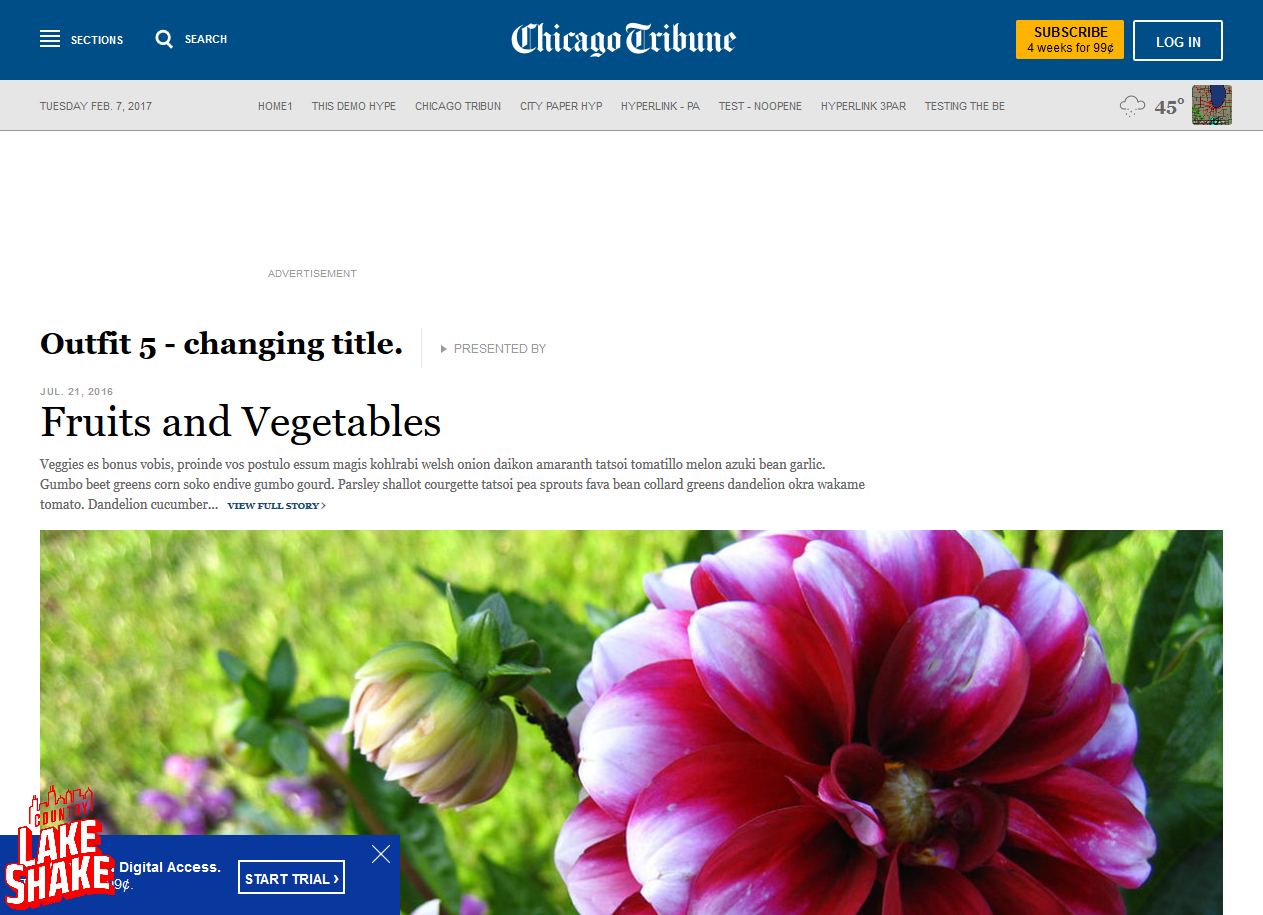 SECTIONS
SEARCH
Chicago Tribune
SUBSCRIBE
4 weeks for 99¢
LOG IN
TUESDAY FEB. 7, 2017
HOME1
THIS DEMO HYPE
CHICAGO TRIBUN
CITY PAPER HYP
HYPERLINK - PA
TEST - NOOPENE
HYPERLINK 3PAR
TESTING THE BE
45°
ADVERTISEMENT
Outfit 5 - changing title.
PRESENTED BY
JUL. 21, 2016
Fruits and Vegetables
Veggies es bonus vobis, proinde vos postulo essum magis kohlrabi welsh onion daikon amaranth tatsoi tomatillo melon azuki bean garlic.
Gumbo beet greens corn soko endive gumbo gourd. Parsley shallot courgette tatsoi pea sprouts fava bean collard greens dandelion okra wakame
tomato. Dandelion cucumber... VIEW FULL STORY ›
COUNTRY
LAKE
SHAKE
Digital Access.
99¢.
START TRIAL ›